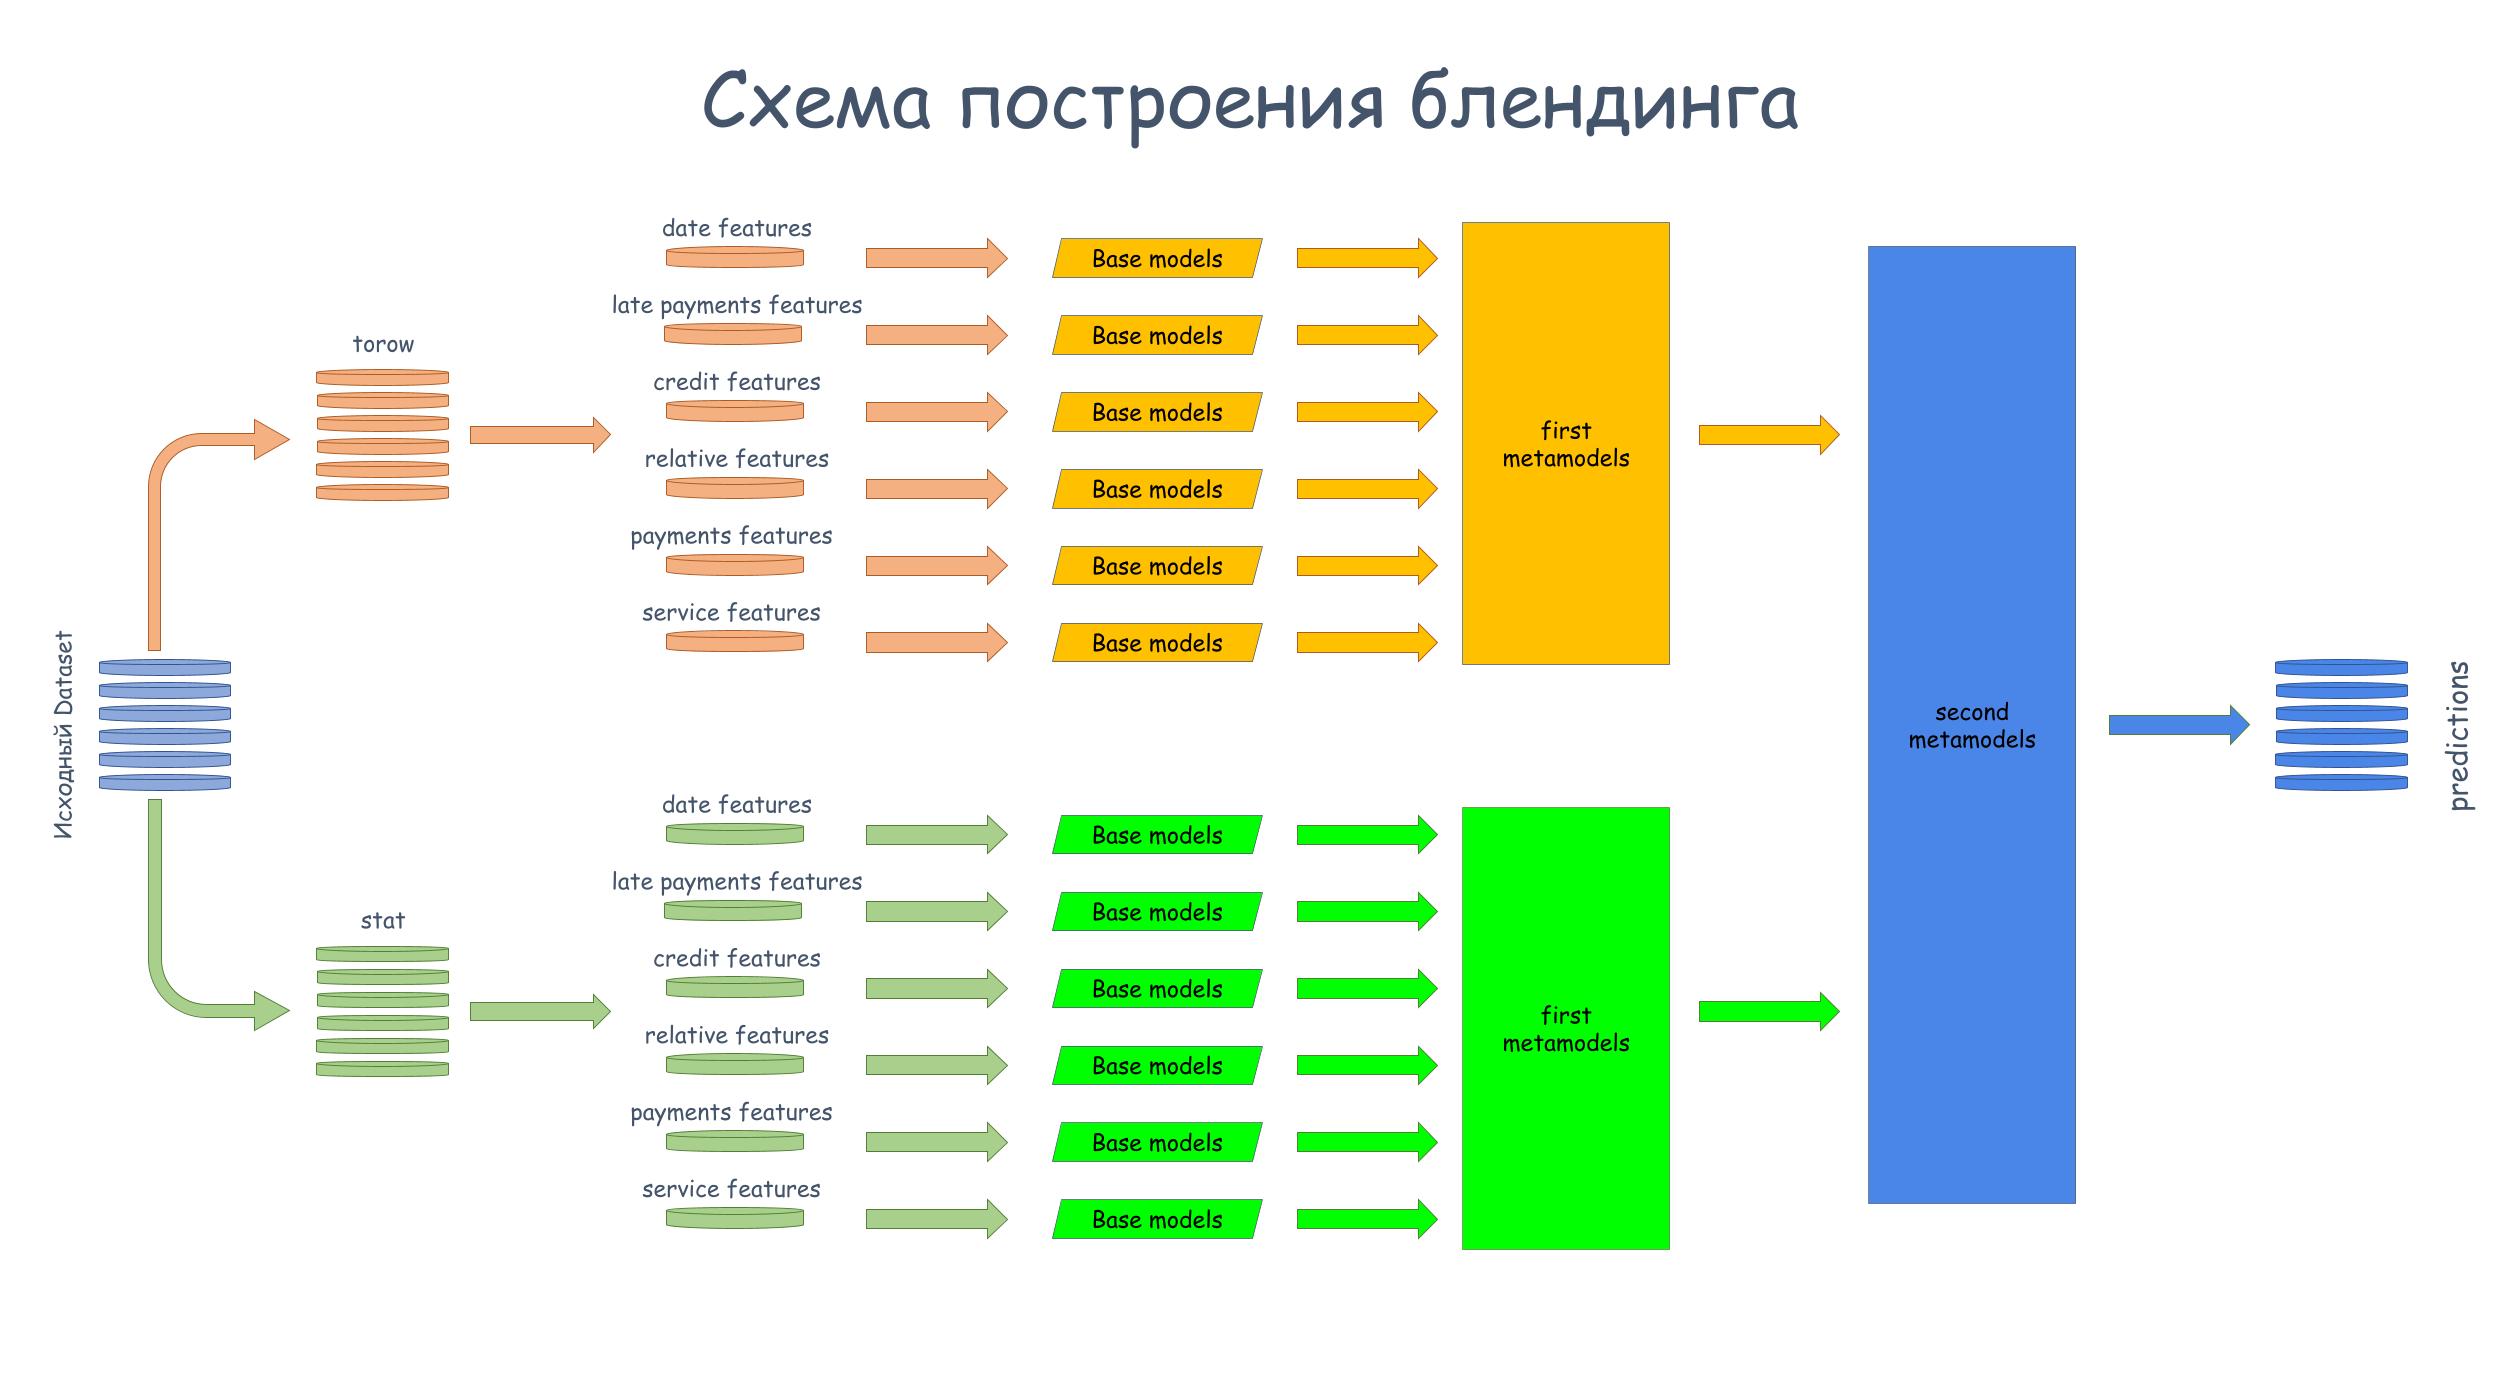 Схема построения блендинга
Исходный Dataset
torow
date features
late payments features
credit features
relative features
payments features
service features
Base models
Base models
Base models
Base models
Base models
Base models
first
metamodels
stat
date features
late payments features
credit features
relative features
payments features
service features
Base models
Base models
Base models
Base models
Base models
Base models
first
metamodels
second
metamodels
predictions